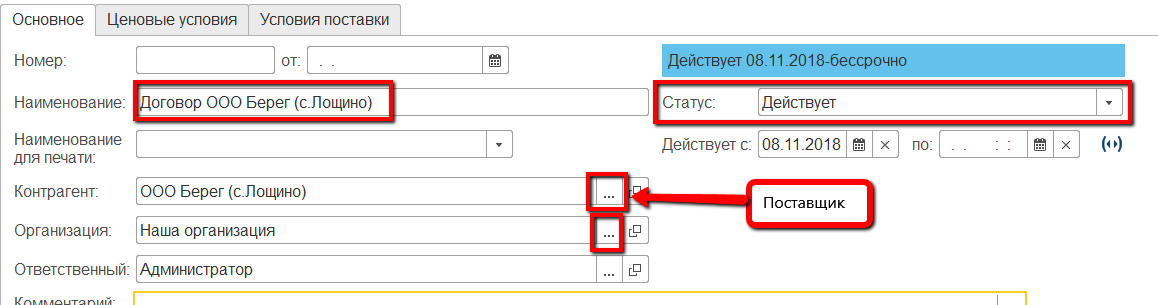 Основное Ценовые условия Условия поставки
Номер: от: . . Действует 08.11.2018-бессрочно
Наименование: Договор ООО Берег (с.Лощино) Статус: Действует
Наименование
для печати: Действует с: 08.11.2018 по: . . : :
Контрагент: ООО Берег (с.Лощино) ...
Поставщик
Организация: Наша организация ...
Ответственный: Администратор ...
Комментарий: